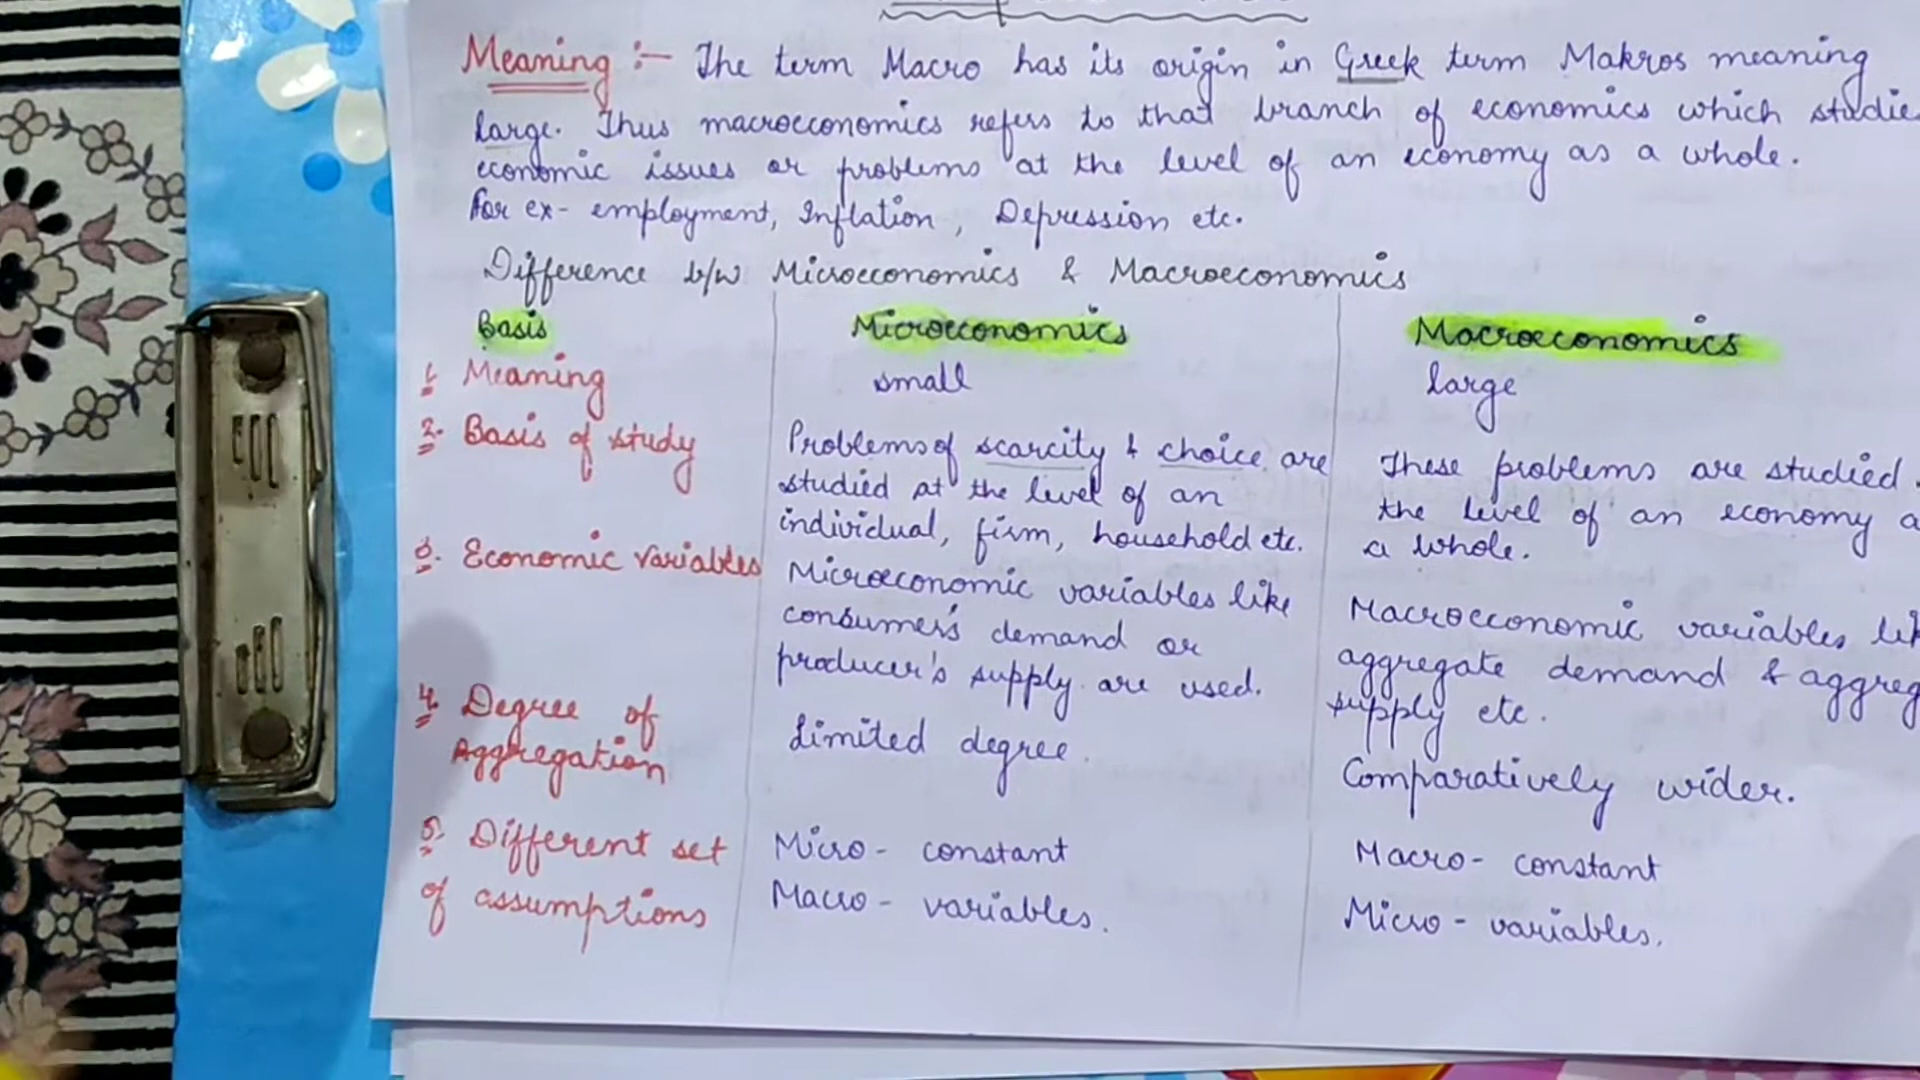 Meaning :- The term Macro has its origin in Greek term Makros meaning
large. Thus macroeconomics refers to that branch of economics which studie
economic issues or problems at the level of an economy as a whole.
For ex- employment, Inflation, Depression etc.
Difference b/w Microeconomics & Macroeconomics
Basis Microeconomics Macroeconomics
1. Meaning small large
2. Basis of study
Problems of scarcity & choice are
studied at the level of an
individual, firm, household etc.
These problems are studied
the level of an economy a
a whole.
3. Economic variables
Microeconomic variables like
consumer's demand or
producer's supply are used.
Macroeconomic variables lik
aggregate demand & aggreg
supply etc.
4. Degree of
Aggregation
Limited degree.
Comparatively wider.
5. Different set
of assumptions
Micro - constant
Macro - variables.
Macro - constant
Micro - variables.